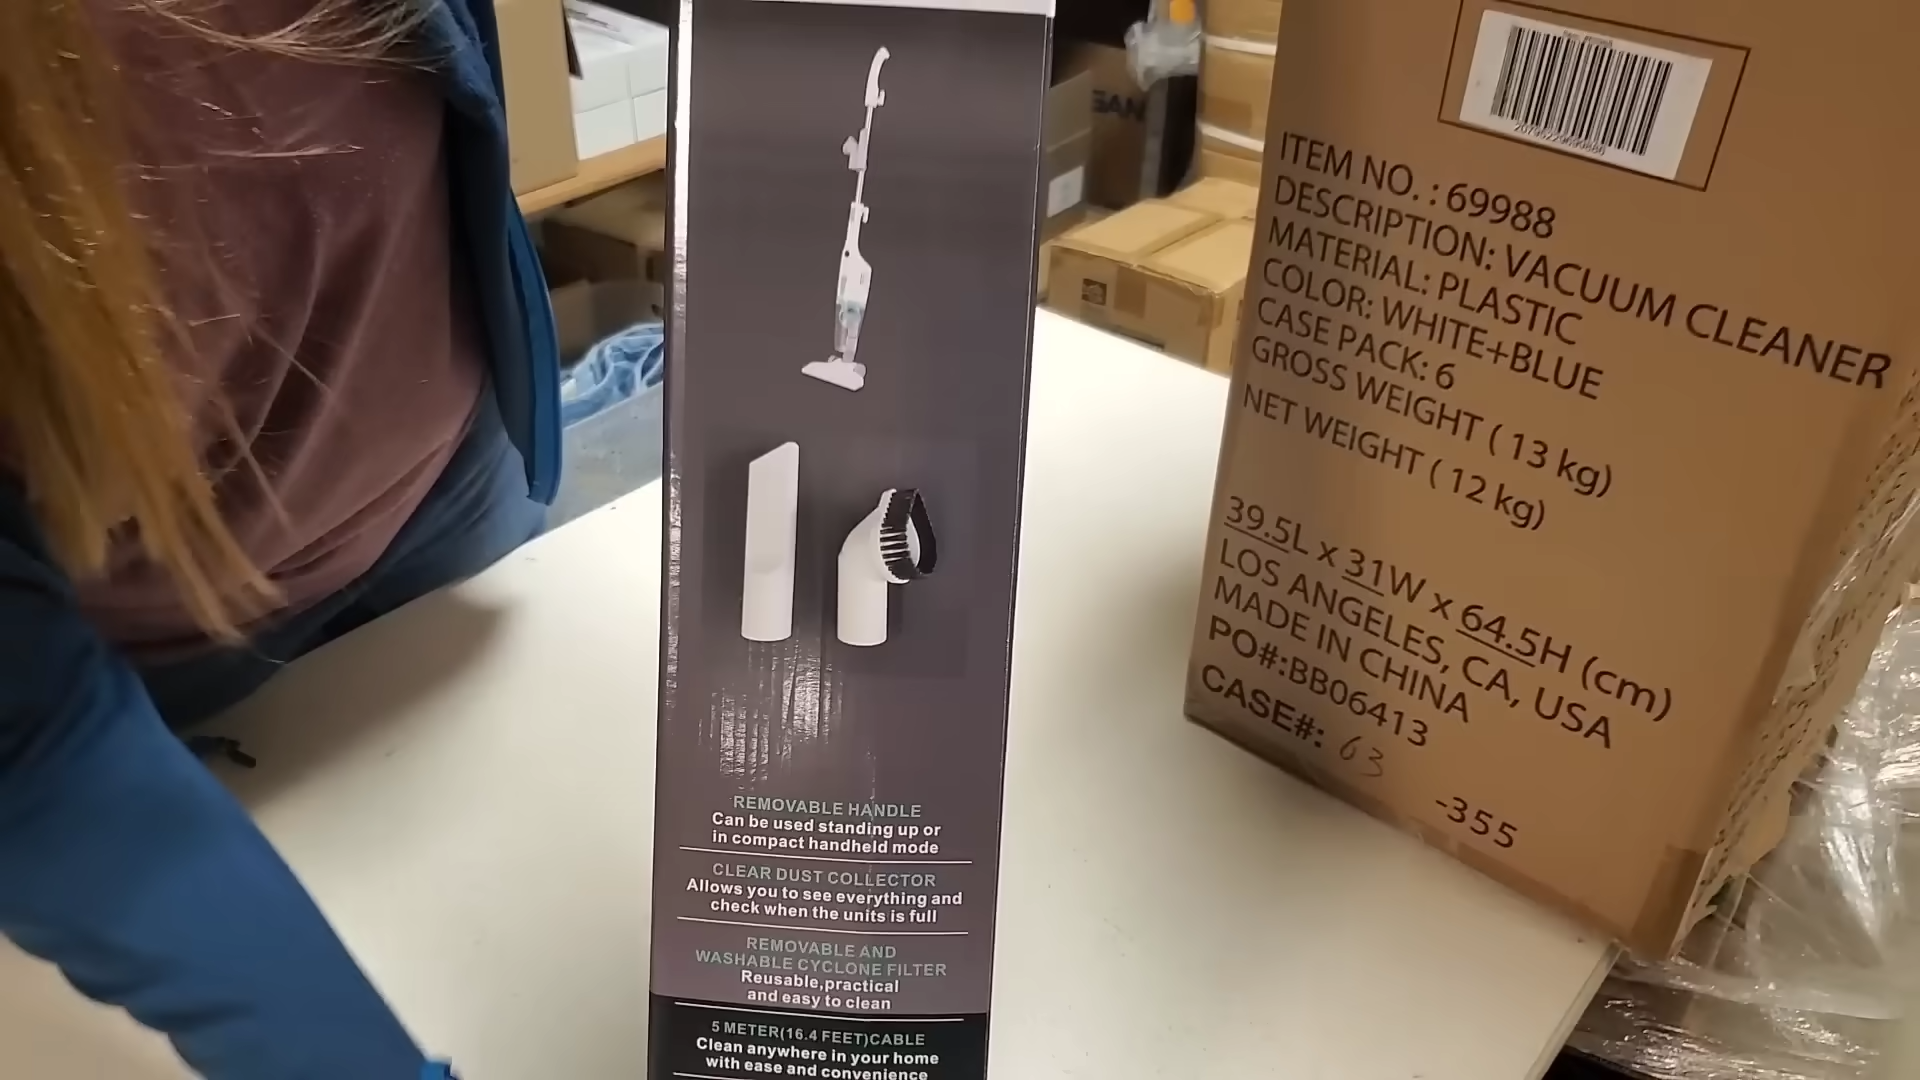 REMOVABLE HANDLE
Can be used standing up or
in compact handheld mode
CLEAR DUST COLLECTOR
Allows you to see everything and
check when the units is full
REMOVABLE AND
WASHABLE CYCLONE FILTER
Reusable,practical
and easy to clean
5 METER(16.4 FEET)CABLE
Clean anywhere in your home
with ease and convenience
ITEM NO. : 69988
DESCRIPTION: VACUUM CLEANER
MATERIAL: PLASTIC
COLOR: WHITE+BLUE
CASE PACK: 6
GROSS WEIGHT ( 13 kg)
NET WEIGHT ( 12 kg)
39.5L x 31W x 64.5H (cm)
LOS ANGELES, CA, USA
MADE IN CHINA
PO#:BB06413
CASE#: 63
-355